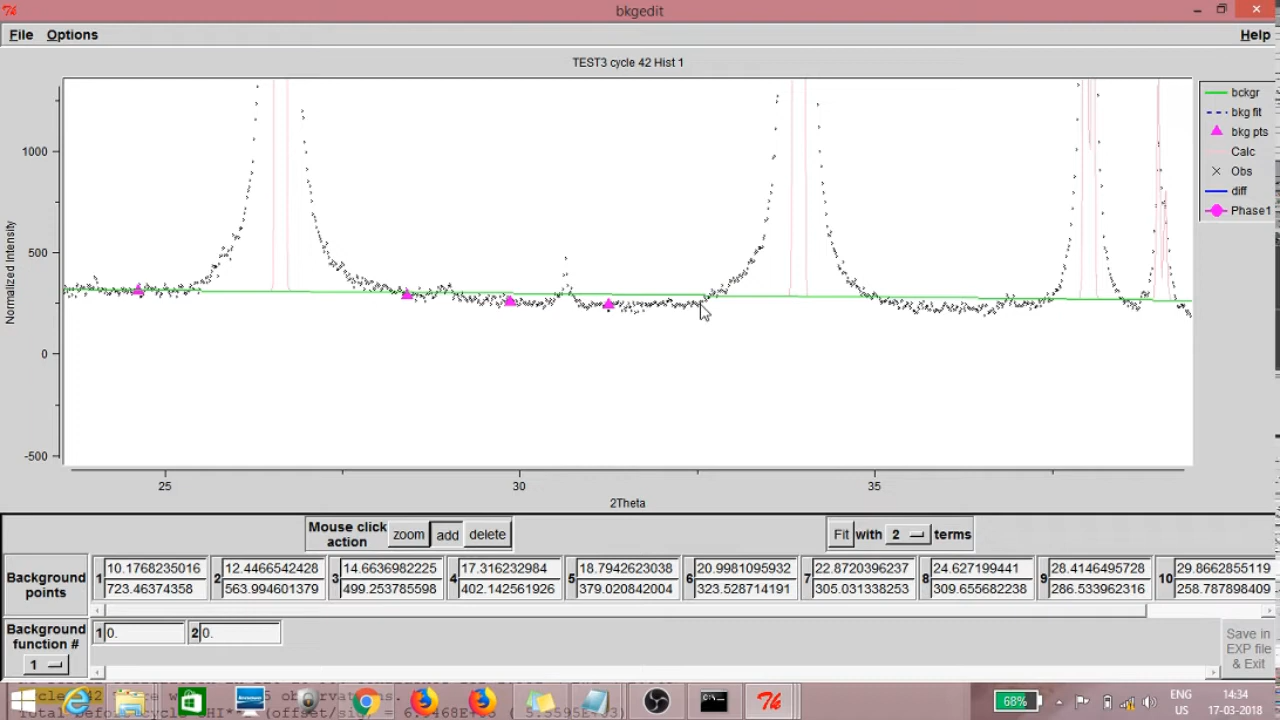 bkgedit
File Options Help
TEST3 cycle 42 Hist 1
bckgr
bkg fit
bkg pts
Calc
Obs
diff
Phase1
Normalized Intensity
1000
500
0
-500
25 30 35
2Theta
Mouse click action zoom add delete
Fit with 2 terms
Background points
1 10.1768235016 2 12.4466542428 3 14.6636982225 4 17.316232984 5 18.7942623038 6 20.9981095932 7 22.8720396237 8 24.627199441 9 28.4146495728 10 29.8662855119
723.46374358 563.994601379 499.253785598 402.142561926 379.020842004 323.528714191 305.031338253 309.655682238 286.533962316 258.787898409
Background function #
1
1 0. 2 0.
Save in EXP file & Exit
68% ENG US 14:34 17-03-2018